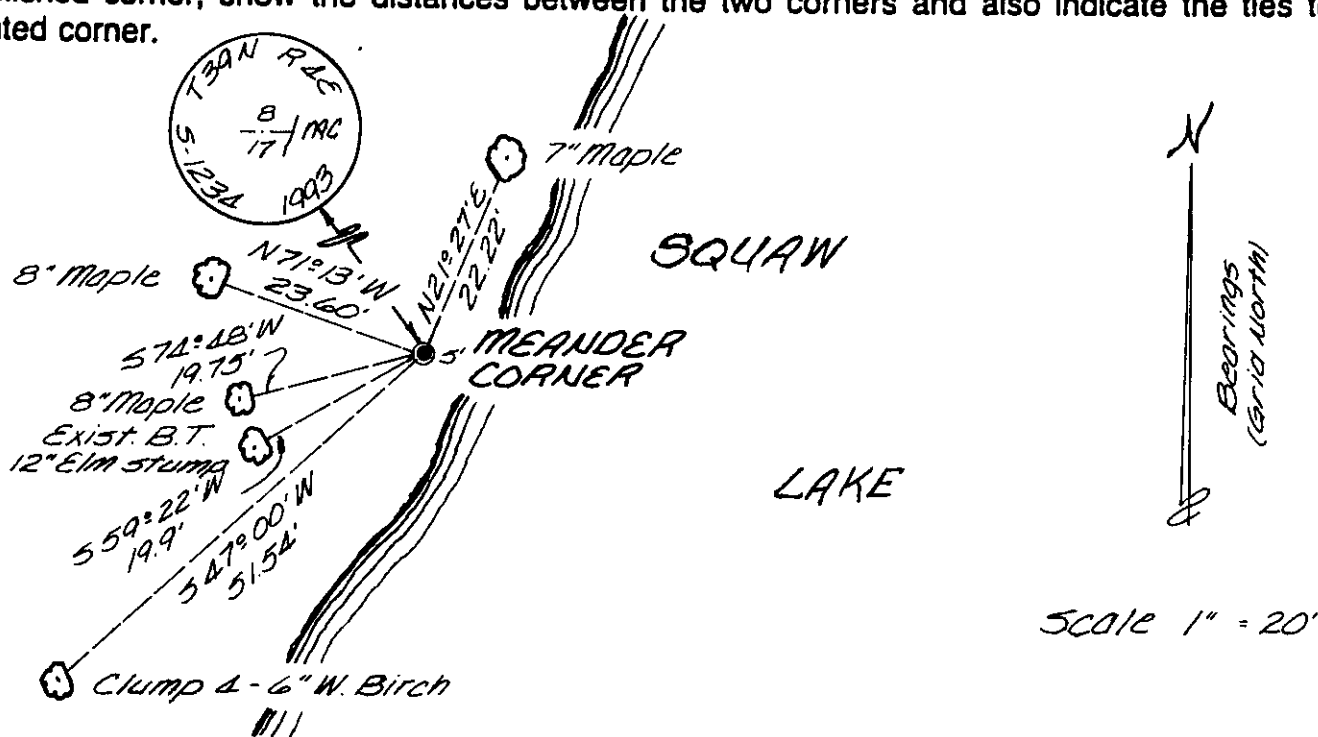 ished corner, show the distances between the two corners and also indicate the ties t
nted corner.
T39N R4E
8
17
MC
S-1234
1993
7" Maple
N21°27'E
22.22'
SQUAW
8" Maple
N71°13'W
23.60'
5'
MEANDER
CORNER
S74°48'W
19.75'
8" Maple
Exist. B.T.
12" Elm stump
S59°22'W
19.9'
S47°00'W
51.54'
LAKE
Clump 4-6" W. Birch
N
Bearings
(Grid North)
Scale 1" = 20'